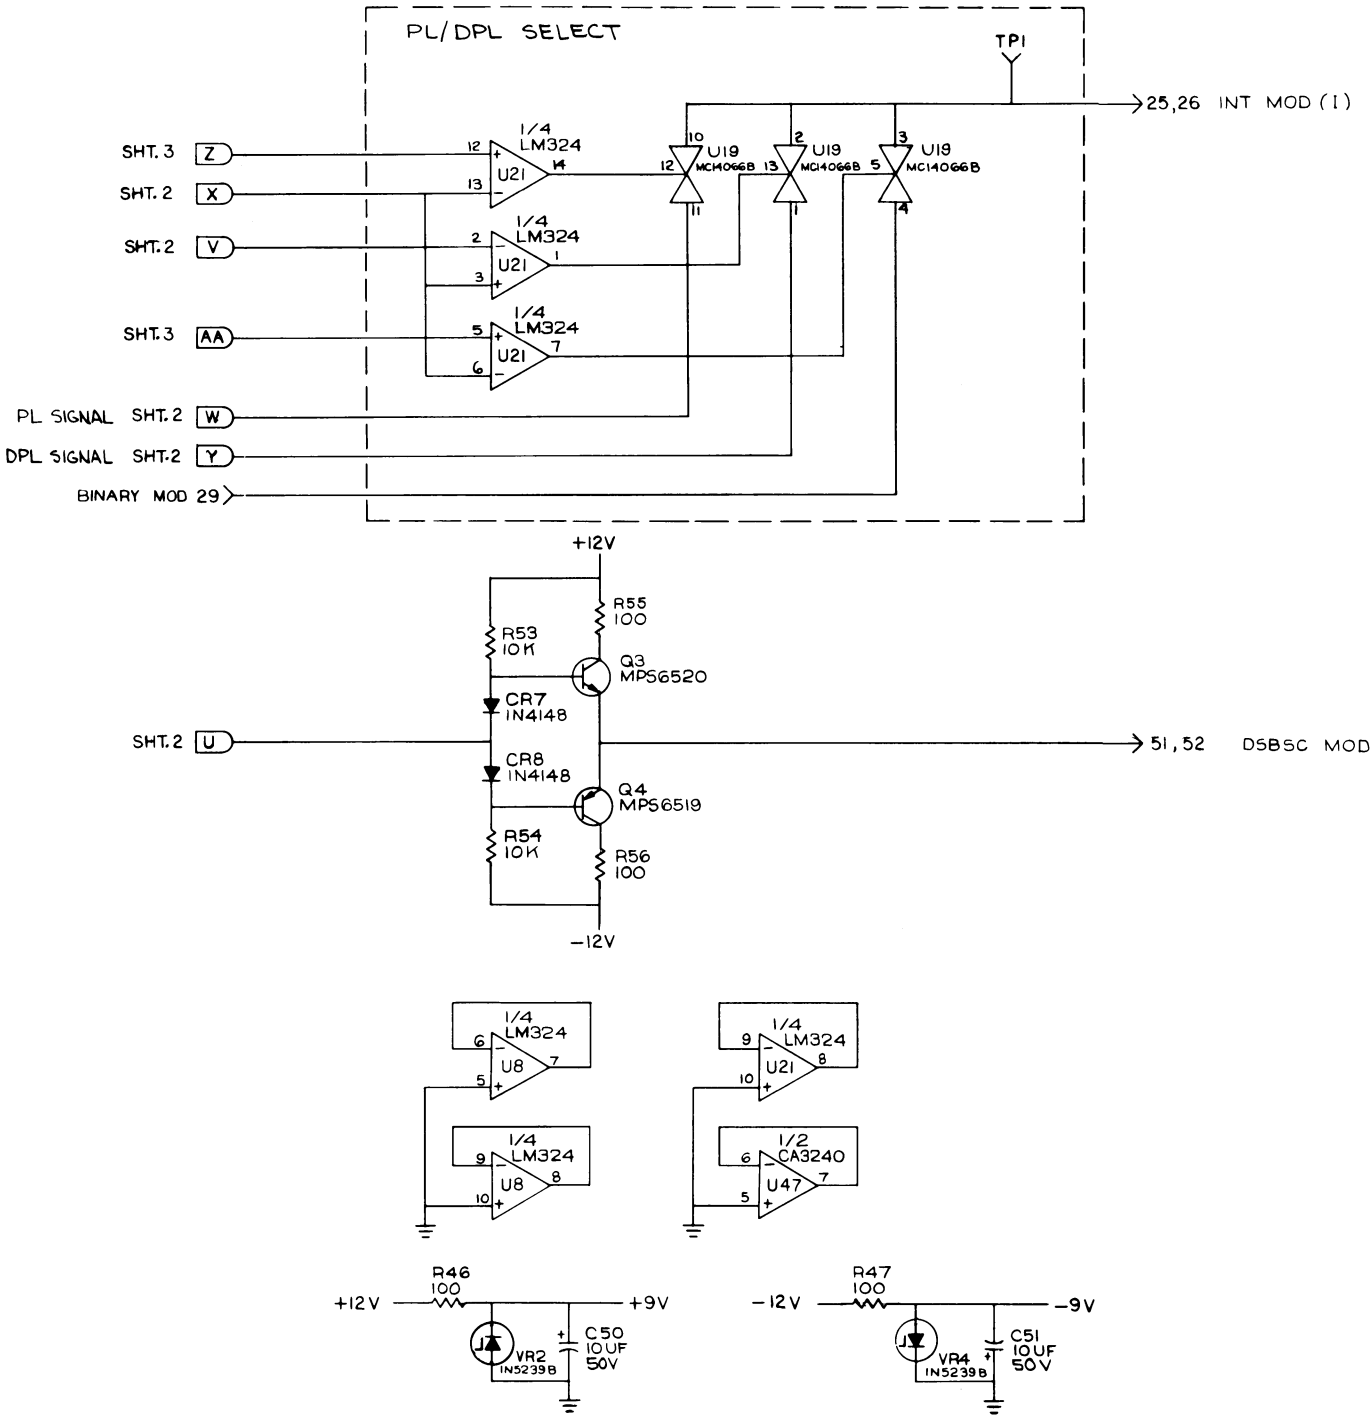 PL/DPL SELECT
TP1
25,26 INT MOD (1)
1/4
LM324
SHT.3 Z
12
+
U21
14
13
-
10
U19
MC14066B
12
11
2
U19
MC14066B
13
1
3
U19
MC14066B
5
4
SHT.2 X
1/4
LM324
SHT.2 V
2
-
U21
1
3
+
1/4
LM324
SHT.3 AA
5
+
U21
7
6
-
PL SIGNAL SHT.2 W
DPL SIGNAL SHT.2 Y
BINARY MOD 29
+12V
R55
100
R53
10K
Q3
MPS6520
CR7
1N4148
SHT.2 U
51,52 DSBSC MOD
CR8
1N4148
Q4
MPS6519
R54
10K
R56
100
-12V
1/4
LM324
6
-
U8
7
5
+
1/4
LM324
9
-
U21
8
10
+
1/4
LM324
9
-
U8
8
10
+
1/2
CA3240
6
-
U47
7
5
+
R46
100
+12V
+9V
VR2
1N5239B
+
C50
10UF
50V
R47
100
-12V
-9V
VR4
1N5239B
+
C51
10UF
50V